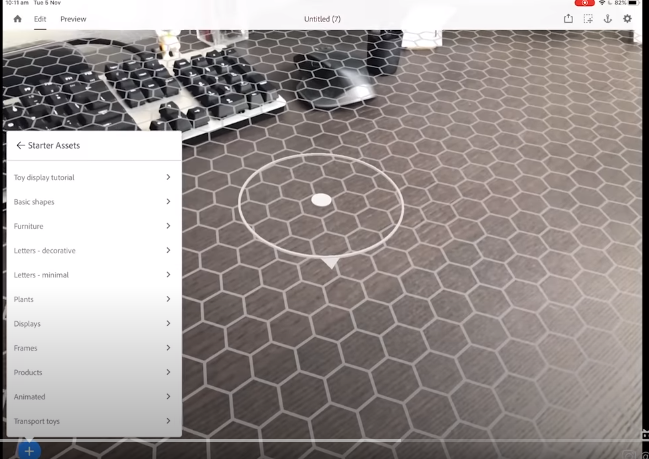 10:11 am Tue 5 Nov
82%
Edit Preview Untitled (7)
Starter Assets
Toy display tutorial
Basic shapes
Furniture
Letters - decorative
Letters - minimal
Plants
Displays
Frames
Products
Animated
Transport toys